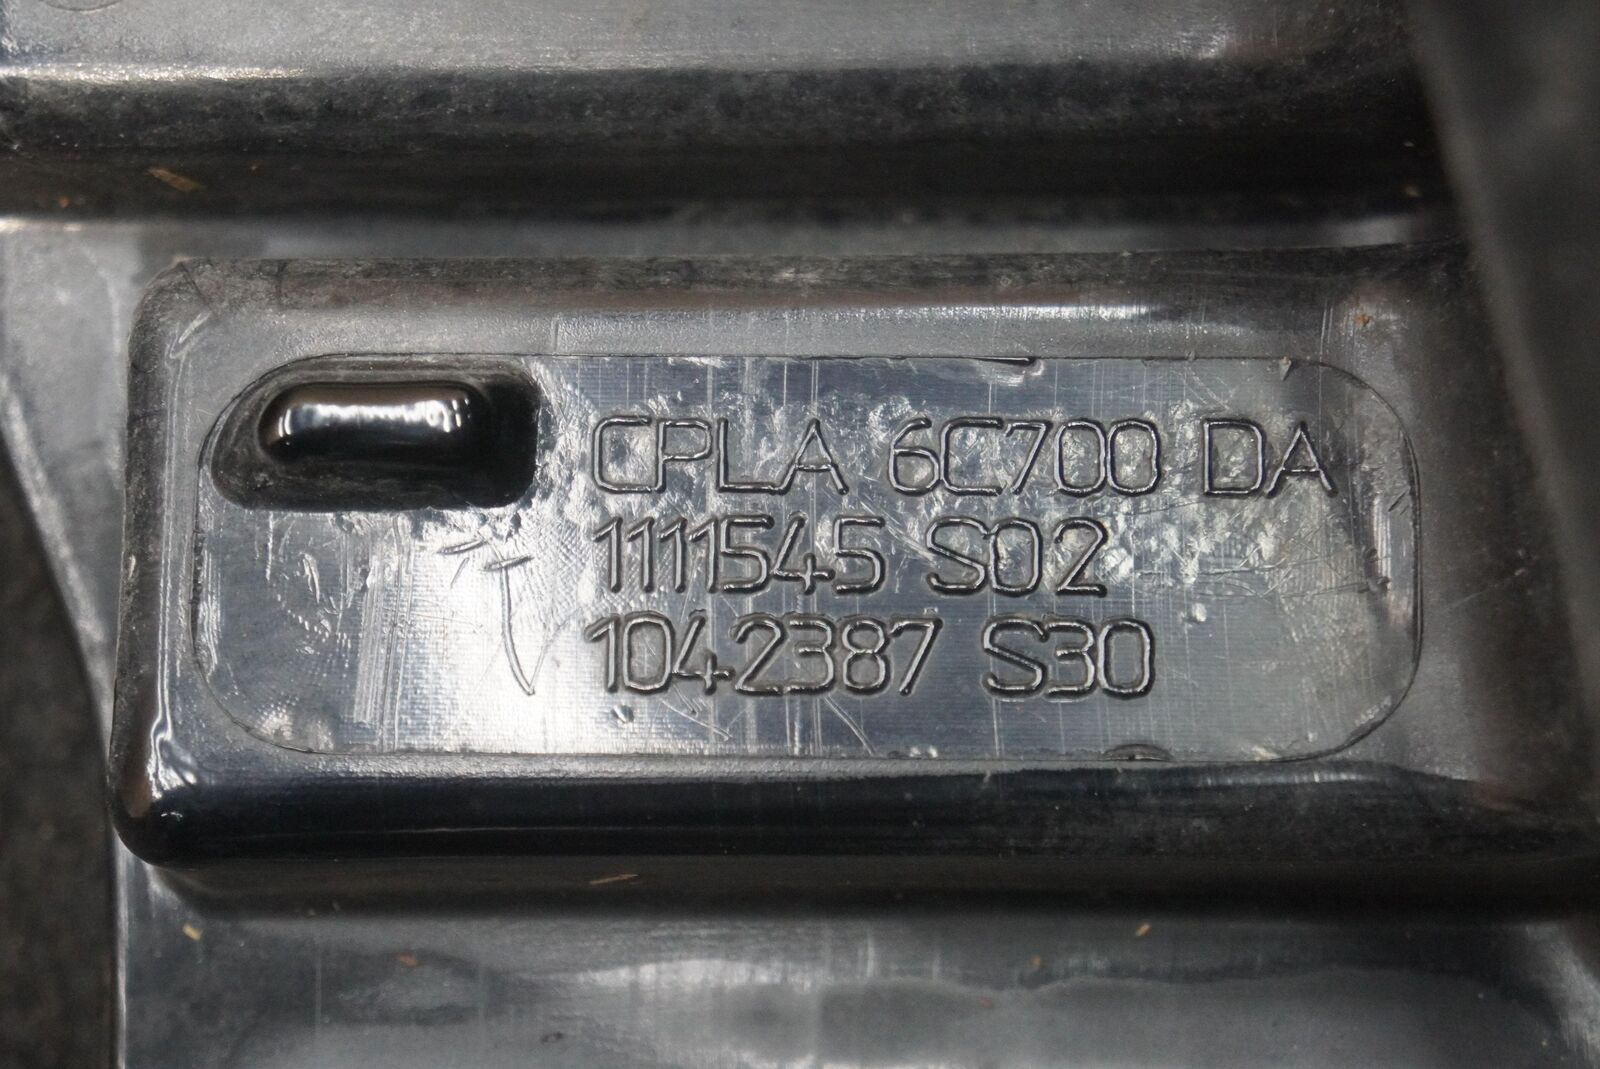 CPLA 6C700 DA
1111545 S02
1042387 S30